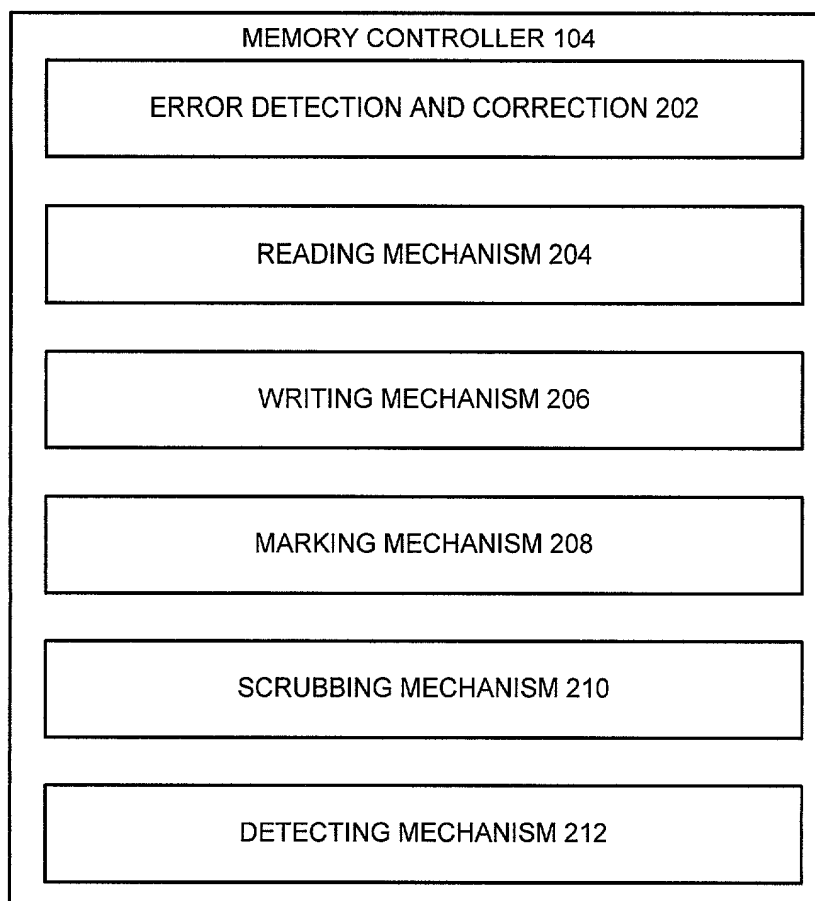 MEMORY CONTROLLER 104
ERROR DETECTION AND CORRECTION 202
READING MECHANISM 204
WRITING MECHANISM 206
MARKING MECHANISM 208
SCRUBBING MECHANISM 210
DETECTING MECHANISM 212